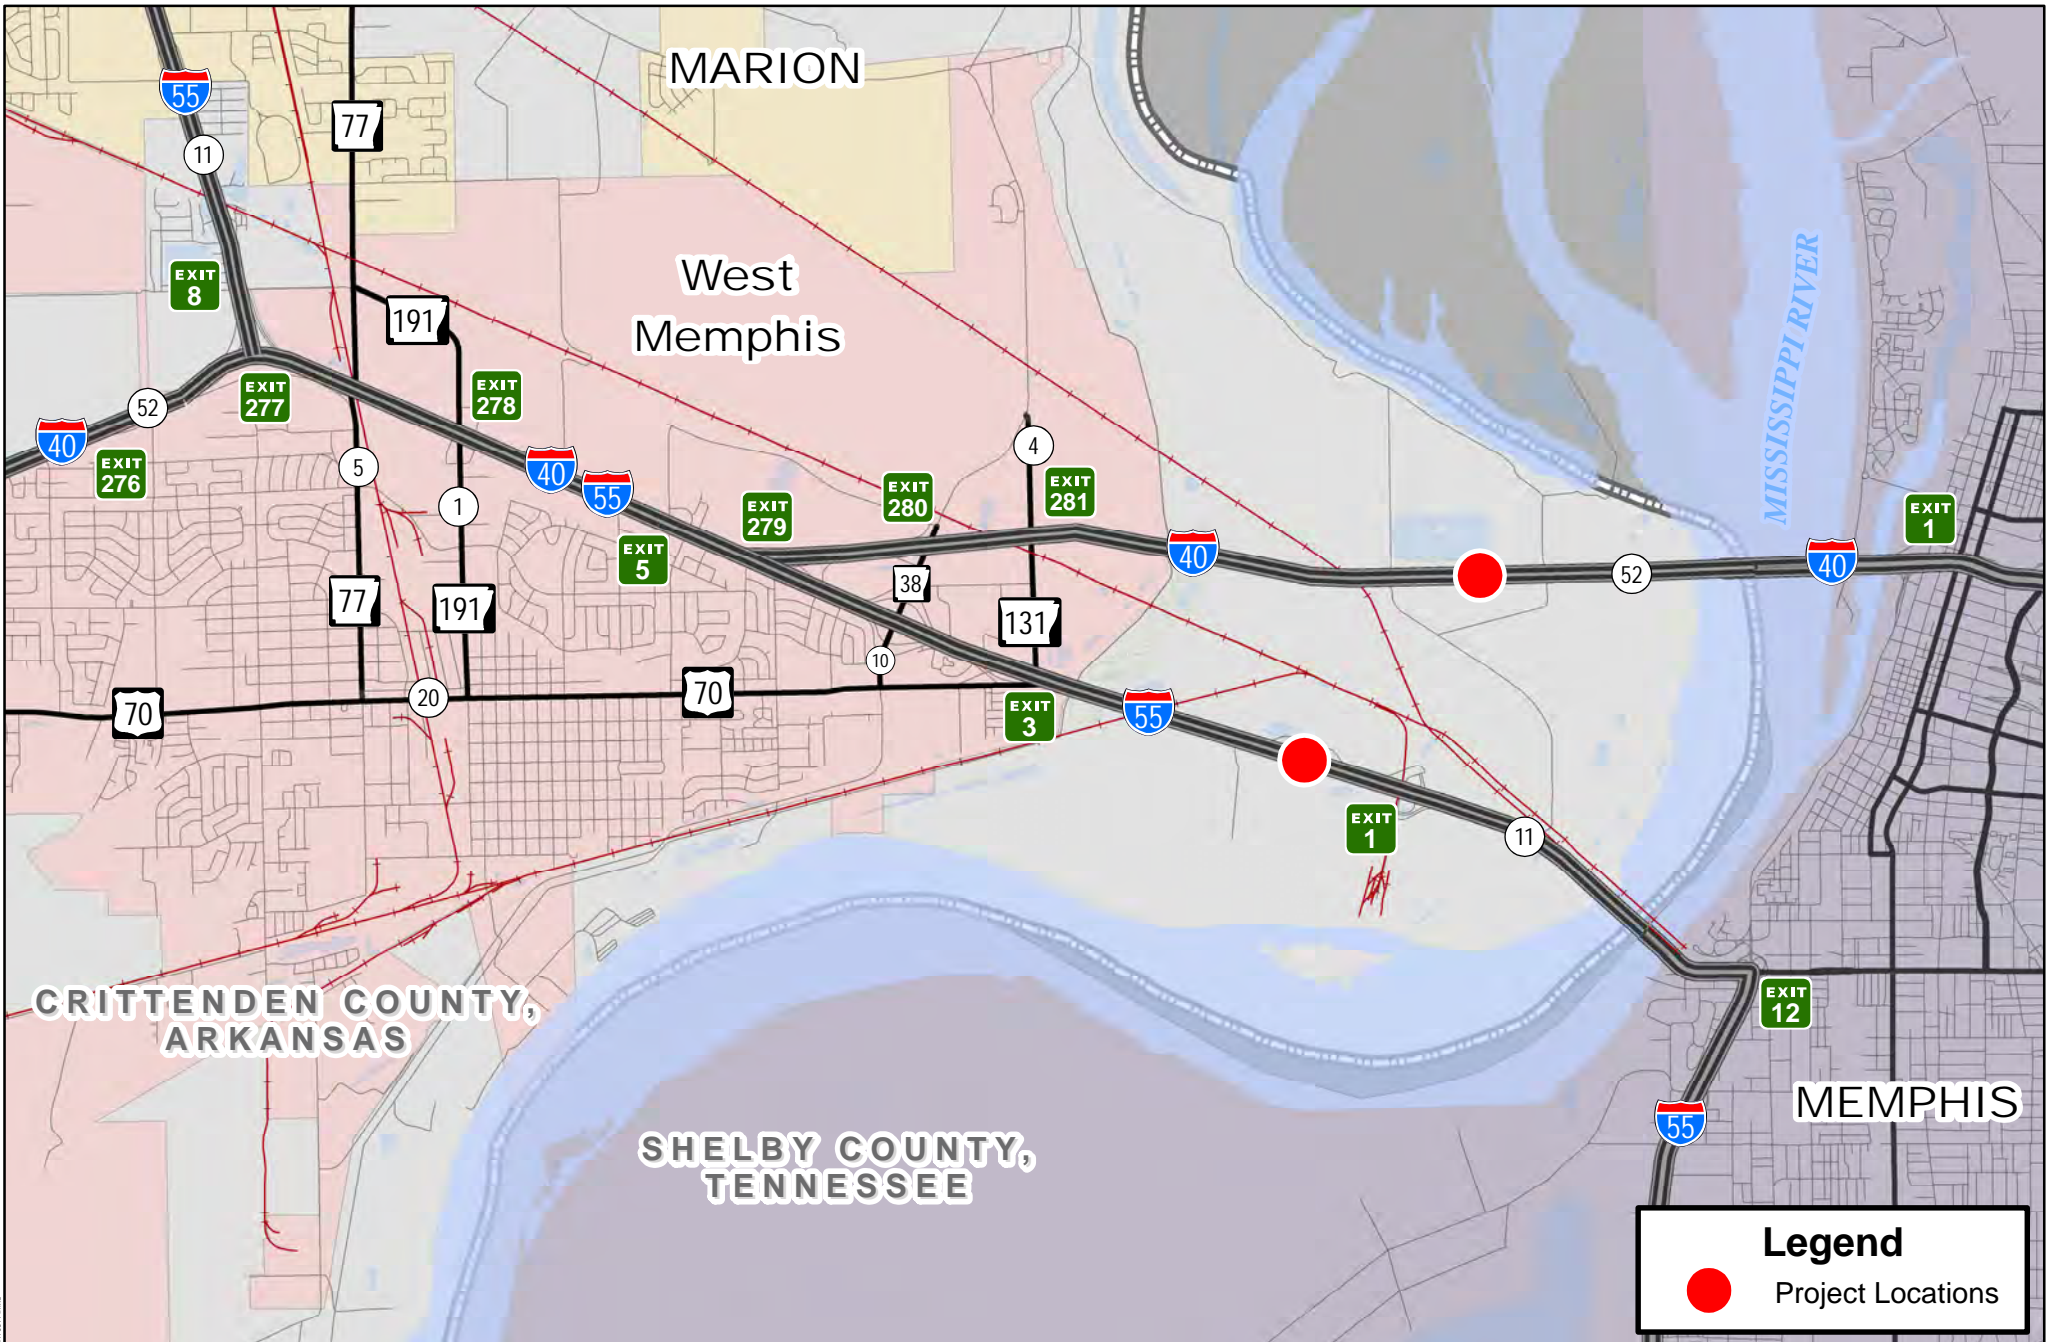 MARION
55
77
11
West
Memphis
MISSISSIPPI RIVER
EXIT
8
191
EXIT
277
EXIT
278
52
40
EXIT
276
5
40
55
1
4
EXIT
279
EXIT
280
EXIT
281
EXIT
1
EXIT
5
40
52
40
38
77
191
131
10
70
20
70
EXIT
3
55
EXIT
1
11
CRITTENDEN COUNTY,
ARKANSAS
EXIT
12
SHELBY COUNTY,
TENNESSEE
MEMPHIS
55
Legend
Project Locations